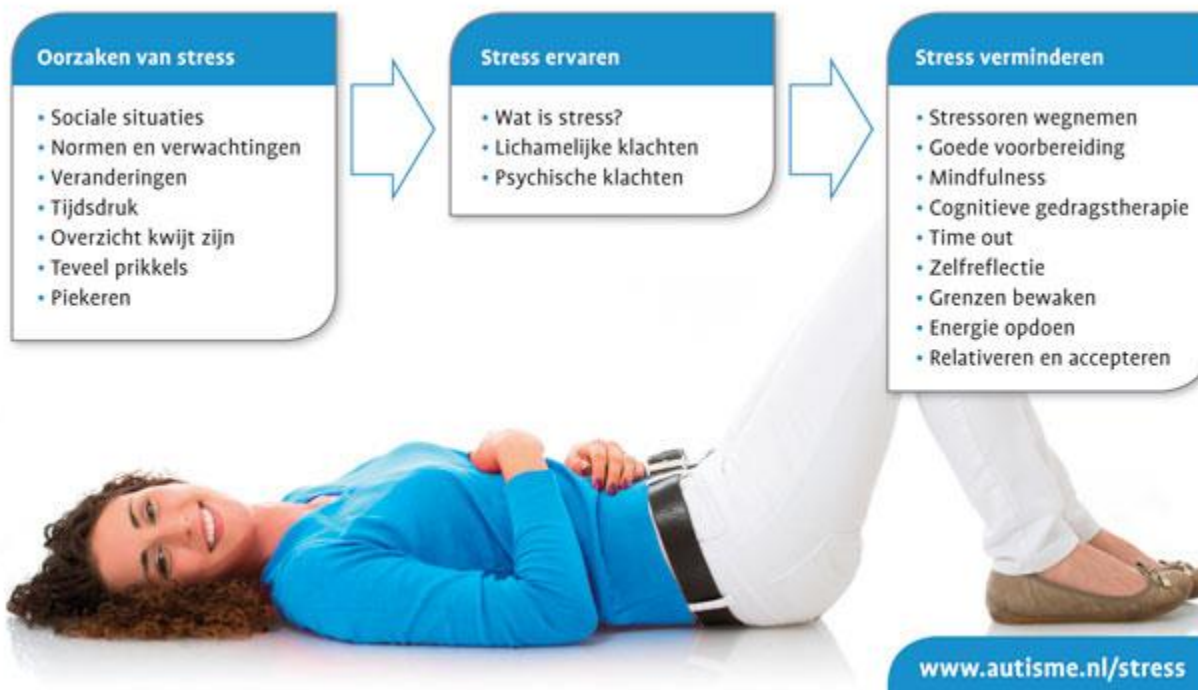 Oorzaken van stress
• Sociale situaties
• Normen en verwachtingen
• Veranderingen
• Tijdsdruk
• Overzicht kwijt zijn
• Teveel prikkels
• Piekeren
Stress ervaren
• Wat is stress?
• Lichamelijke klachten
• Psychische klachten
Stress verminderen
• Stressoren wegnemen
• Goede voorbereiding
• Mindfulness
• Cognitieve gedragstherapie
• Time out
• Zelfreflectie
• Grenzen bewaken
• Energie opdoen
• Relativeren en accepteren
www.autisme.nl/stress